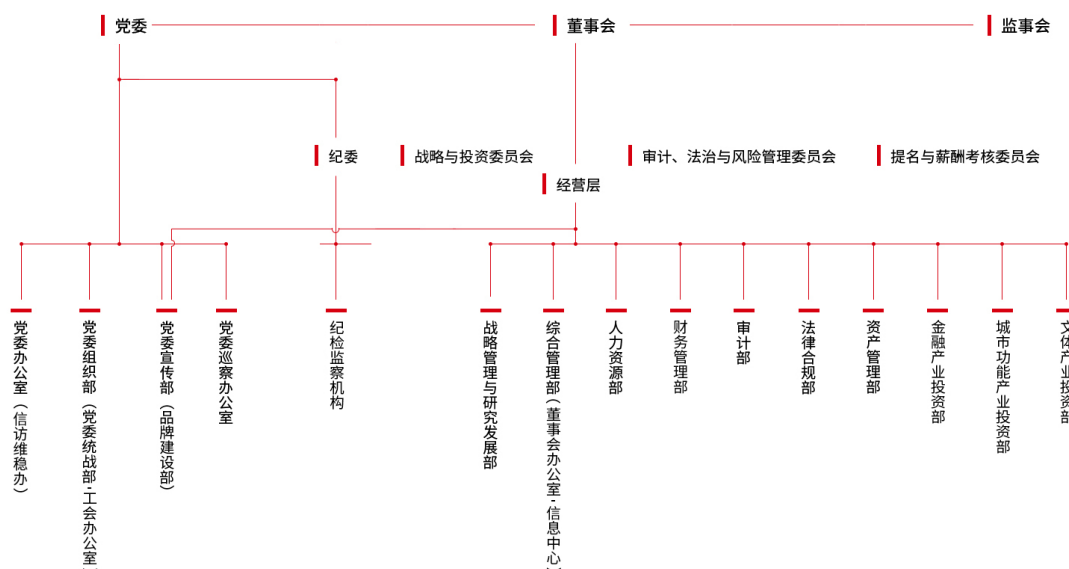 党委
董事会
监事会
纪委
战略与投资委员会
审计、法治与风险管理委员会
提名与薪酬考核委员会
经营层
党委办公室（信访维稳办）
党委组织部（党委统战部-工会办公室）
党委宣传部（品牌建设部）
党委巡察办公室
纪检监察机构
战略管理与研究发展部
综合管理部（董事会办公室-信息中心）
人力资源部
财务管理部
审计部
法律合规部
资产管理部
金融产业投资部
城市功能产业投资部
文体产业投资部